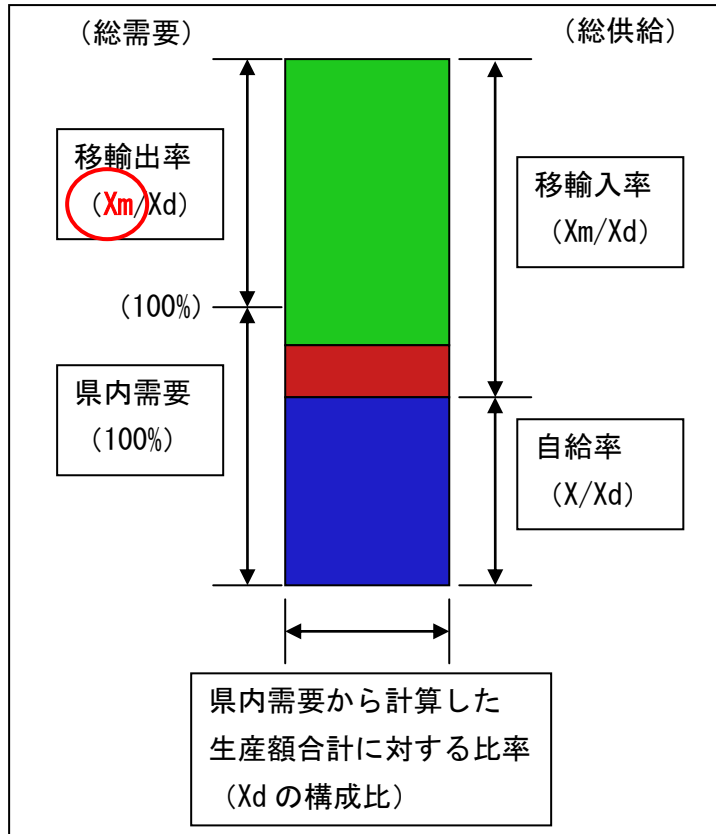 （総需要）
（総供給）
移輸出率
（Xm/Xd）
移輸入率
（Xm/Xd）
（100%）
県内需要
（100%）
自給率
（X/Xd）
県内需要から計算した
生産額合計に対する比率
（Xd の構成比）